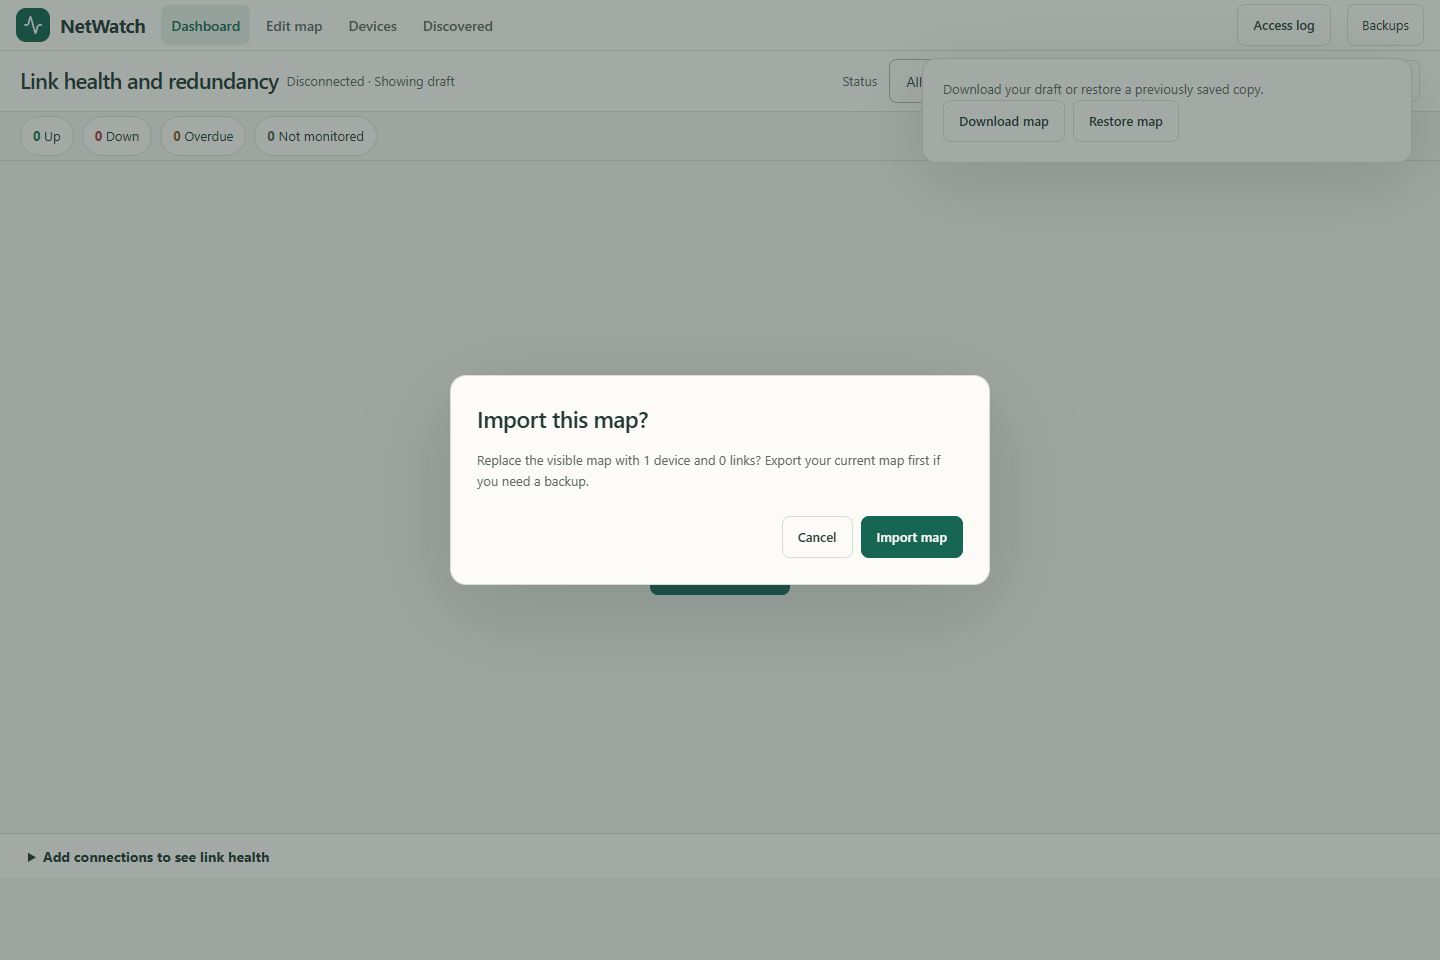 NetWatch
Dashboard
Edit map
Devices
Discovered
Access log
Backups
Link health and redundancy
Disconnected · Showing draft
Status
All
Download your draft or restore a previously saved copy.
Download map
Restore map
0 Up
0 Down
0 Overdue
0 Not monitored
Import this map?
Replace the visible map with 1 device and 0 links? Export your current map first if
you need a backup.
Cancel
Import map
Add connections to see link health